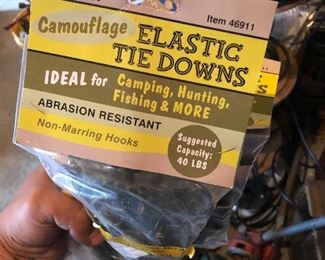 Item 46911
Camouflage
ELASTIC
TIE DOWNS
IDEAL for Camping, Hunting,
Fishing & MORE
ABRASION RESISTANT
Non-Marring Hooks
Suggested
Capacity:
40 LBS